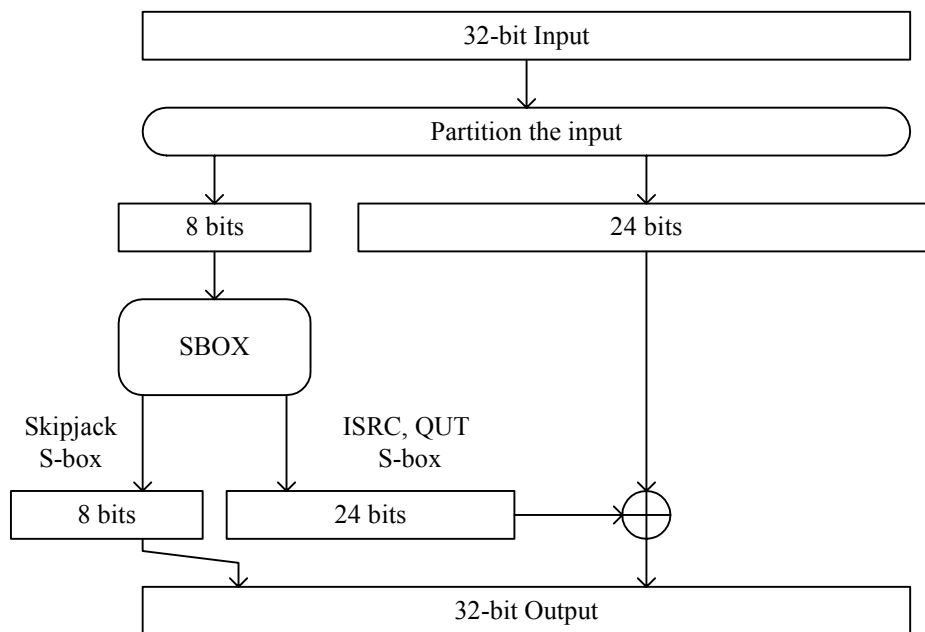 32-bit Input
Partition the input
8 bits
24 bits
SBOX
Skipjack
S-box
ISRC, QUT
S-box
8 bits
24 bits
32-bit Output